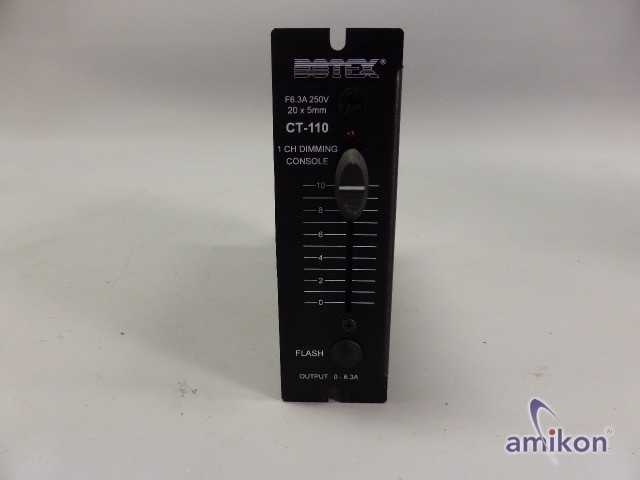 BOTEX®
F6.3A 250V
20 x 5mm
CT-110
1 CH DIMMING
CONSOLE
10
8
6
4
2
0
FLASH
OUTPUT : 0 - 6.3A
amikon®